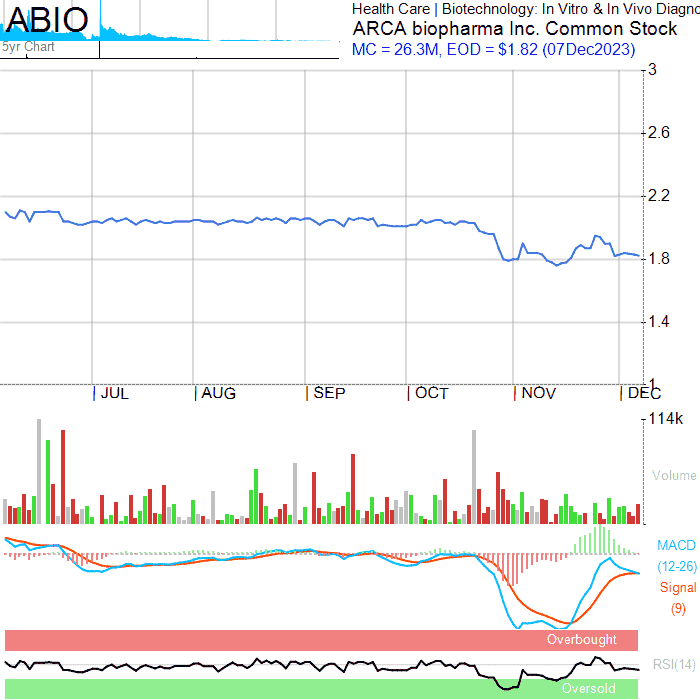 ABIO
5yr Chart
Health Care | Biotechnology: In Vitro & In Vivo Diagno
ARCA biopharma Inc. Common Stock
MC = 26.3M, EOD = $1.82 (07Dec2023)
3
2.6
2.2
1.8
1.4
1
JUL AUG SEP OCT NOV DEC
114k
Volume
MACD
(12-26)
Signal
(9)
Overbought
RSI(14)
Oversold